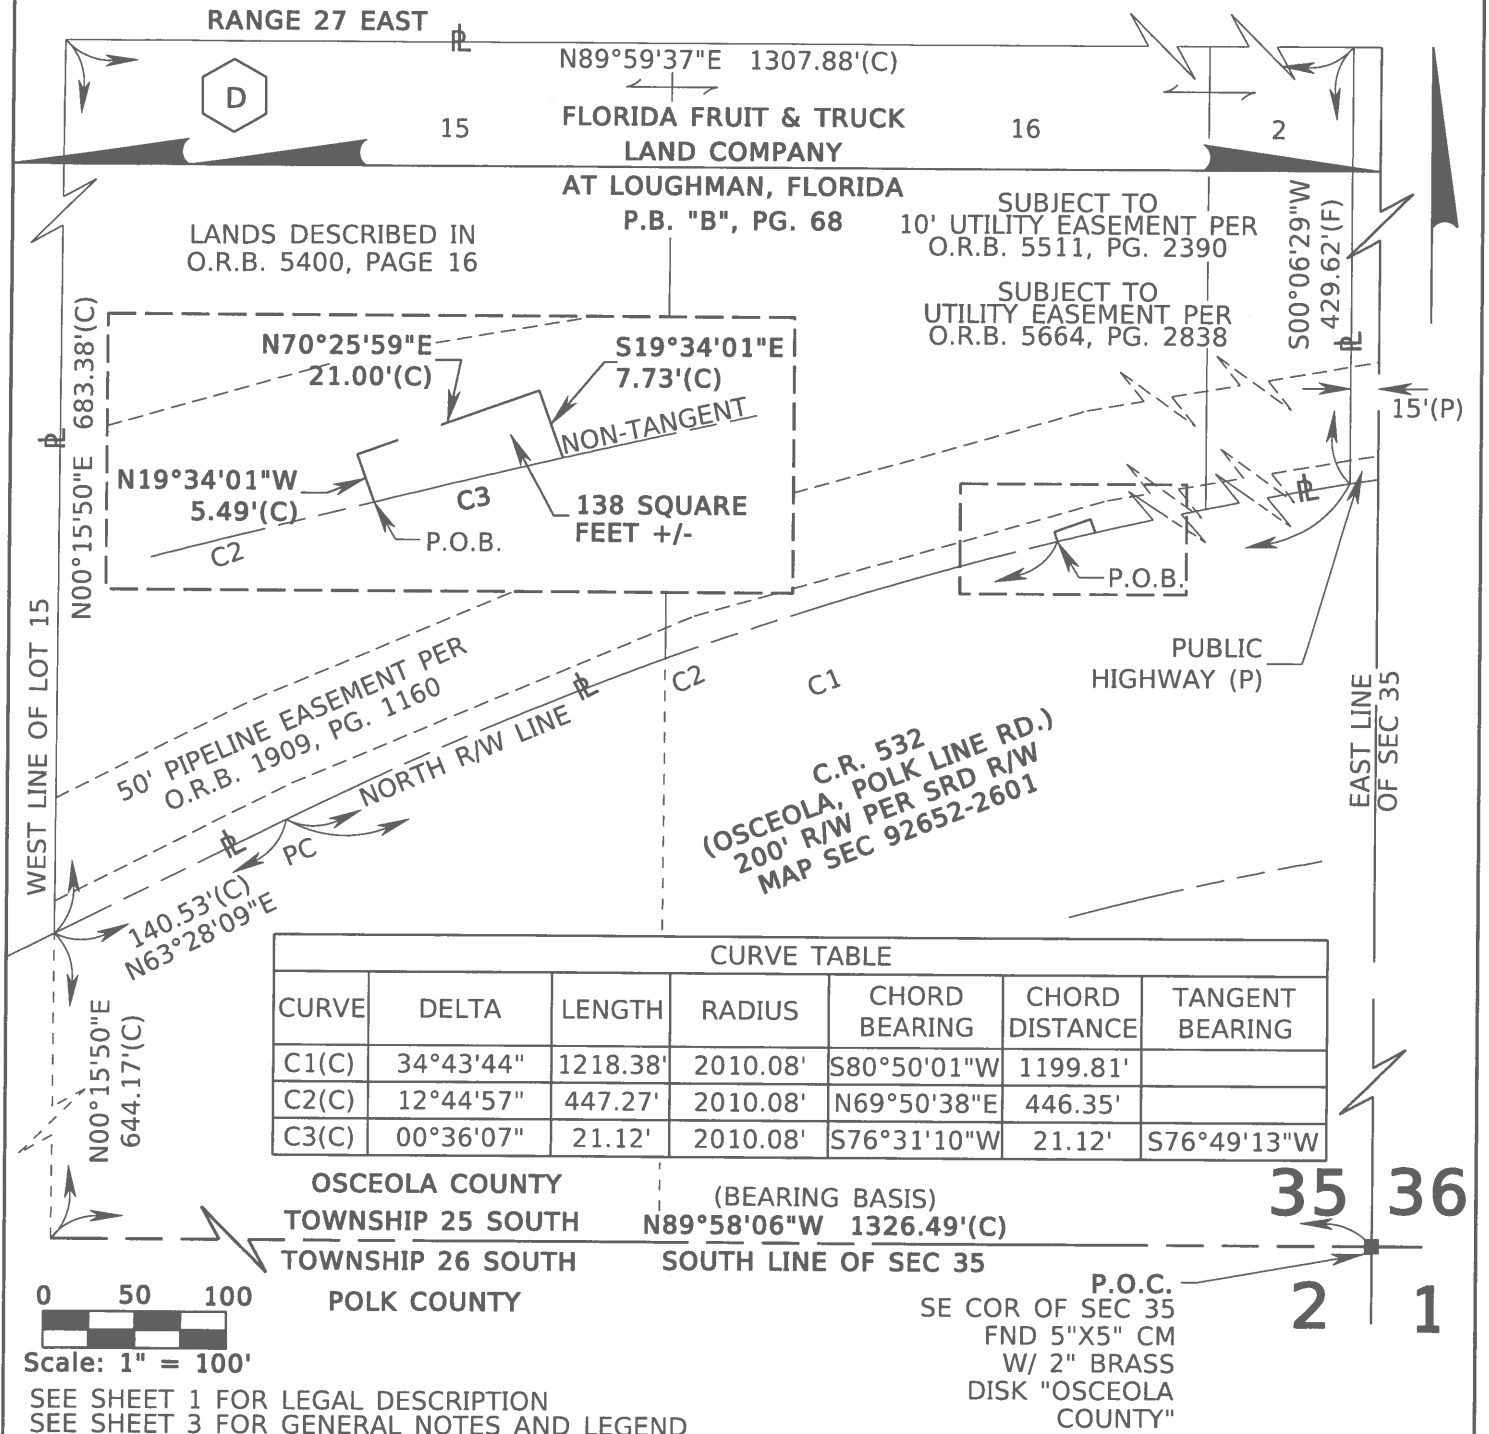 RANGE 27 EAST
PL
N89°59'37"E 1307.88'(C)
D
15
FLORIDA FRUIT & TRUCK
LAND COMPANY
AT LOUGHMAN, FLORIDA
P.B. "B", PG. 68
16
2
LANDS DESCRIBED IN
O.R.B. 5400, PAGE 16
SUBJECT TO
10' UTILITY EASEMENT PER
O.R.B. 5511, PG. 2390
SUBJECT TO
UTILITY EASEMENT PER
O.R.B. 5664, PG. 2838
S00°06'29"W
429.62'(F)
PL
15'(P)
N00°15'50"E 683.38'(C)
PL
N70°25'59"E
21.00'(C)
S19°34'01"E
7.73'(C)
NON-TANGENT
N19°34'01"W
5.49'(C)
C3
138 SQUARE
FEET +/-
P.O.B.
C2
PL
P.O.B.
PUBLIC
HIGHWAY (P)
WEST LINE OF LOT 15
50' PIPELINE EASEMENT PER
O.R.B. 1909, PG. 1160
NORTH R/W LINE
PL
C2
C1
C.R. 532
(OSCEOLA, POLK LINE RD.)
200' R/W PER SRD R/W
MAP SEC 92652-2601
EAST LINE
OF SEC 35
PL
PC
140.53'(C)
N63°28'09"E
N00°15'50"E
644.17'(C)
CURVE TABLE
CURVE DELTA LENGTH RADIUS CHORD BEARING CHORD DISTANCE TANGENT BEARING
C1(C) 34°43'44" 1218.38' 2010.08' S80°50'01"W 1199.81'
C2(C) 12°44'57" 447.27' 2010.08' N69°50'38"E 446.35'
C3(C) 00°36'07" 21.12' 2010.08' S76°31'10"W 21.12' S76°49'13"W
OSCEOLA COUNTY
TOWNSHIP 25 SOUTH
(BEARING BASIS)
N89°58'06"W 1326.49'(C)
35 36
TOWNSHIP 26 SOUTH
SOUTH LINE OF SEC 35
POLK COUNTY
2 1
P.O.C.
SE COR OF SEC 35
FND 5"X5" CM
W/ 2" BRASS
DISK "OSCEOLA
COUNTY"
0 50 100
Scale: 1" = 100'
SEE SHEET 1 FOR LEGAL DESCRIPTION
SEE SHEET 3 FOR GENERAL NOTES AND LEGEND